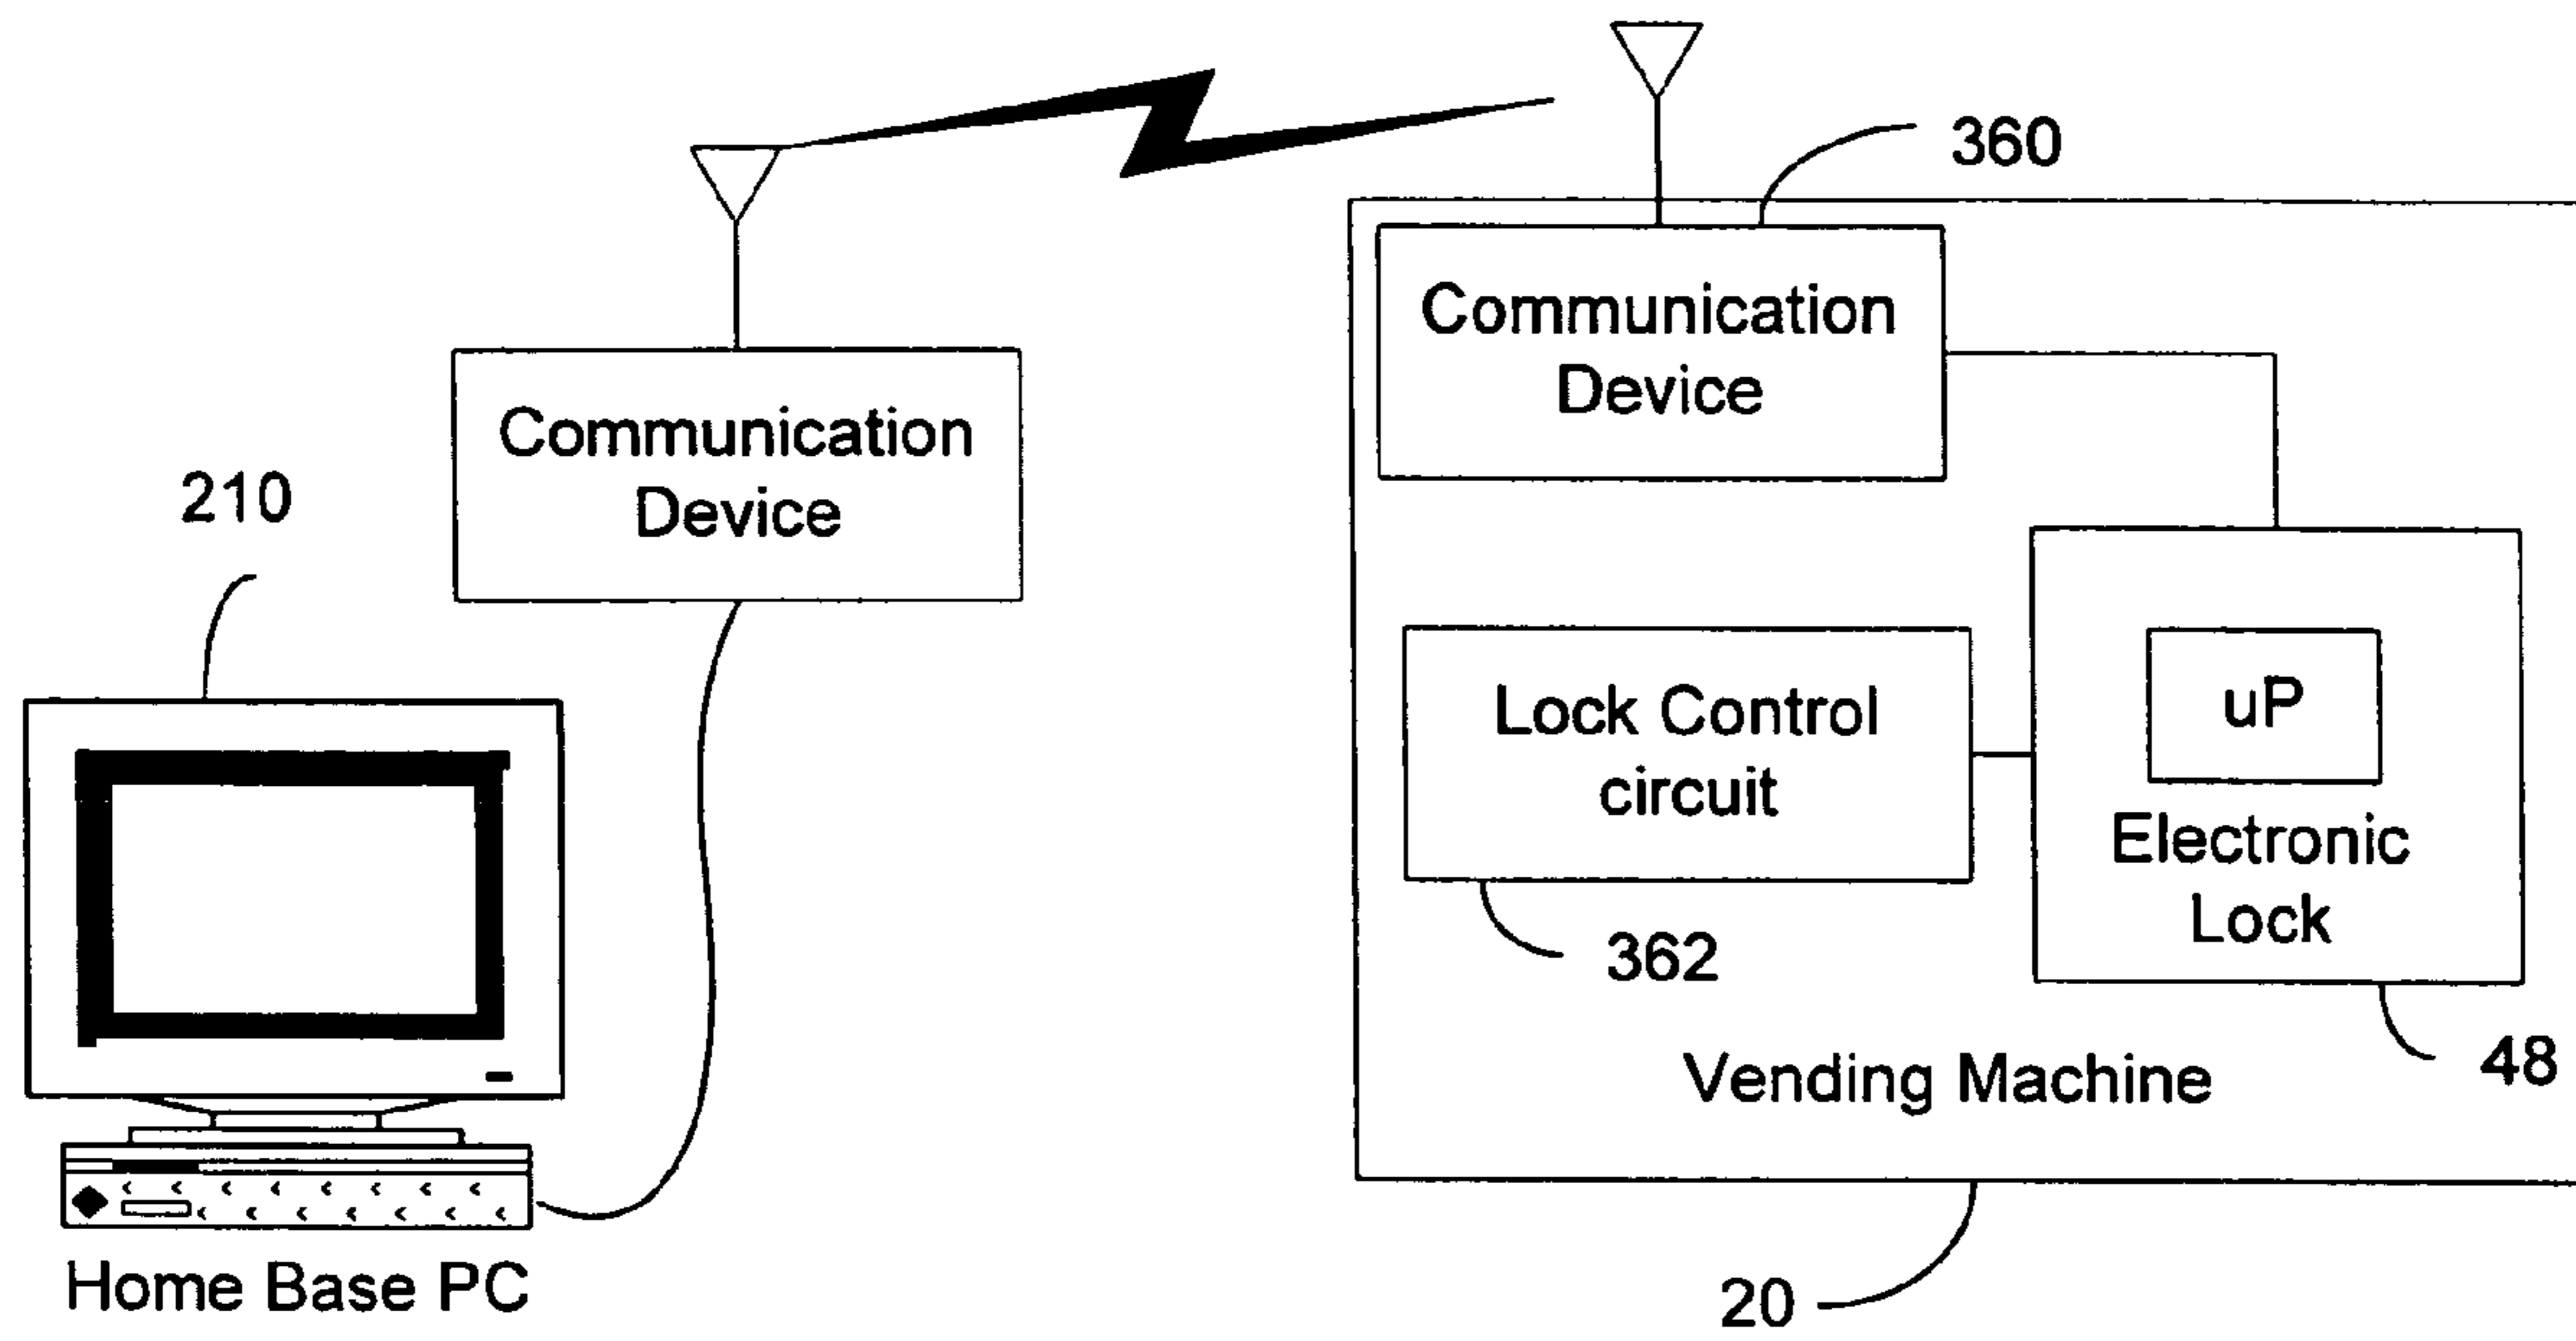 360
Communication
Device
Communication
Device
210
uP
Lock Control
circuit
Electronic
Lock
362
48
Vending Machine
Home Base PC
20